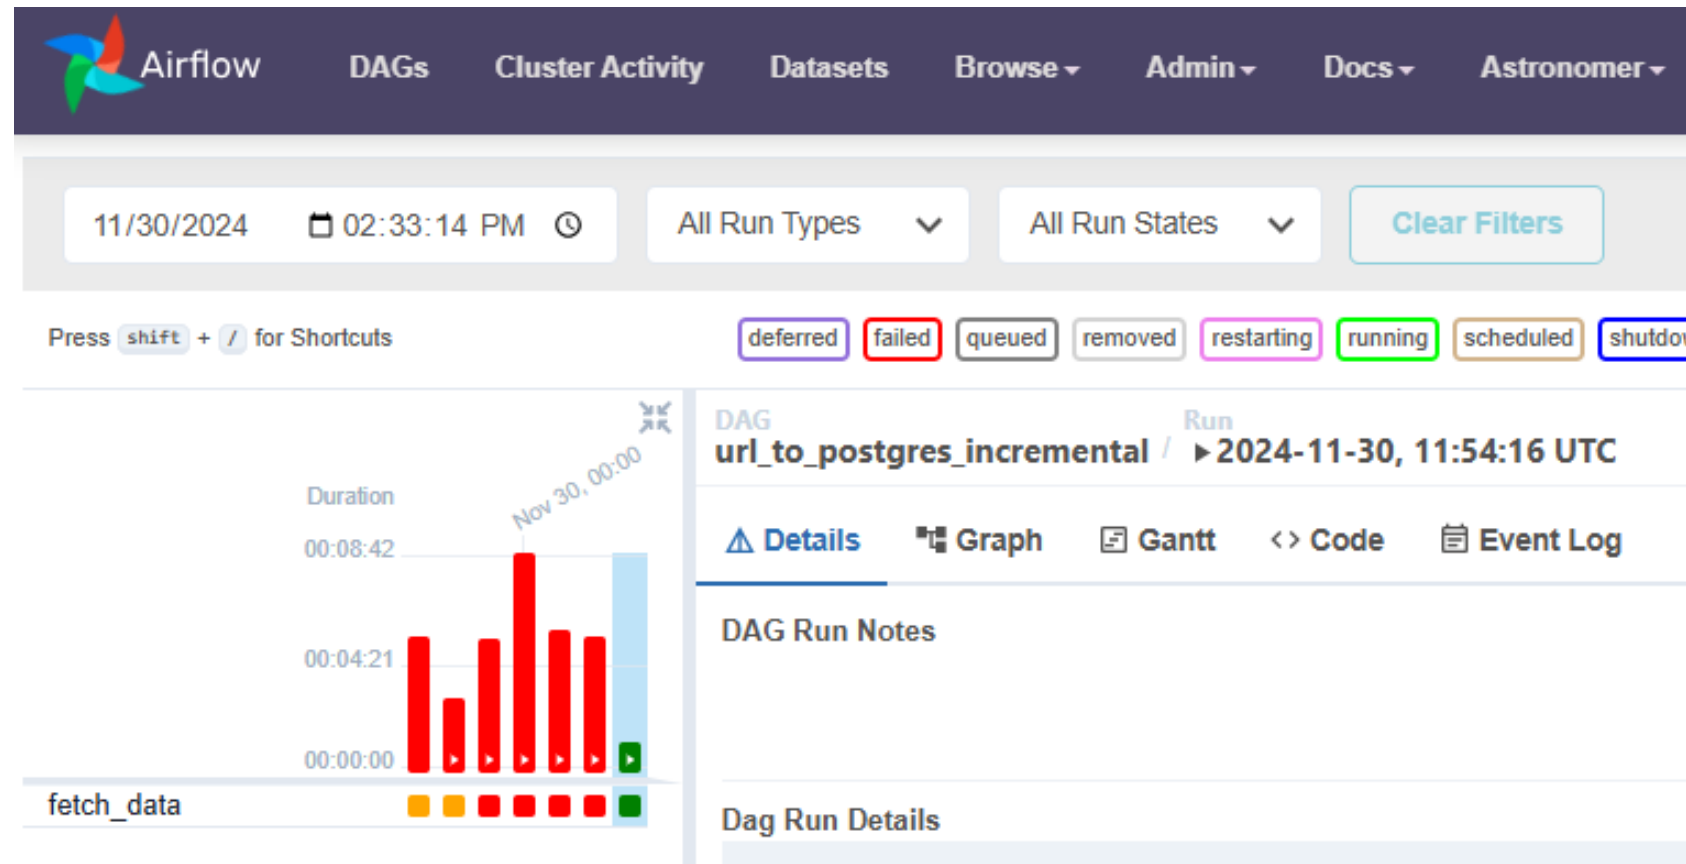 Airflow DAGs Cluster Activity Datasets Browse Admin Docs Astronomer
11/30/2024 02:33:14 PM All Run Types All Run States Clear Filters
Press shift + / for Shortcuts deferred failed queued removed restarting running scheduled shutdow
Nov 30, 00:00
Duration
00:08:42
00:04:21
00:00:00
fetch_data
DAG Run
url_to_postgres_incremental / 2024-11-30, 11:54:16 UTC
Details Graph Gantt <> Code Event Log
DAG Run Notes
Dag Run Details